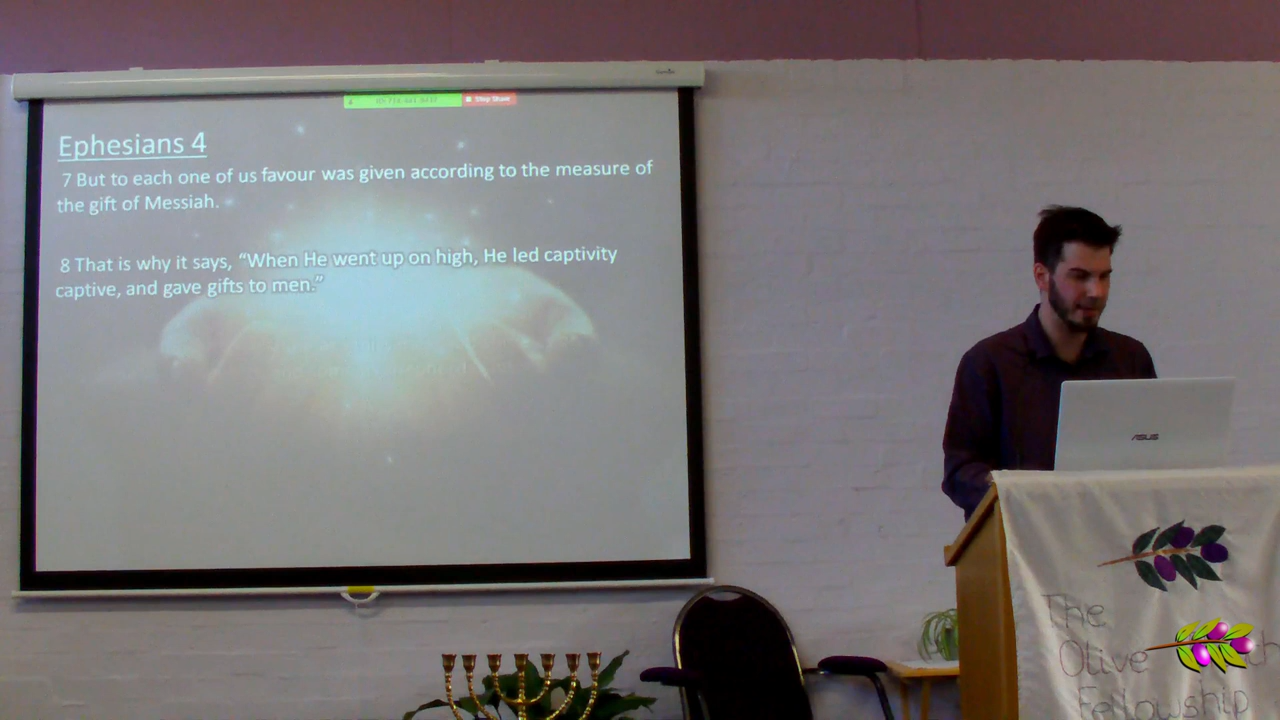 Stop Share
Ephesians 4
7 But to each one of us favour was given according to the measure of
the gift of Messiah.
8 That is why it says, “When He went up on high, He led captivity
captive, and gave gifts to men.”
ASUS
The
Olive
Fellowship